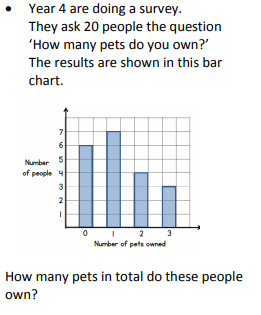 • Year 4 are doing a survey.
They ask 20 people the question
‘How many pets do you own?’
The results are shown in this bar
chart.
7
6
5
4
3
2
1
Number
of people
0 1 2 3
Number of pets owned
How many pets in total do these people
own?